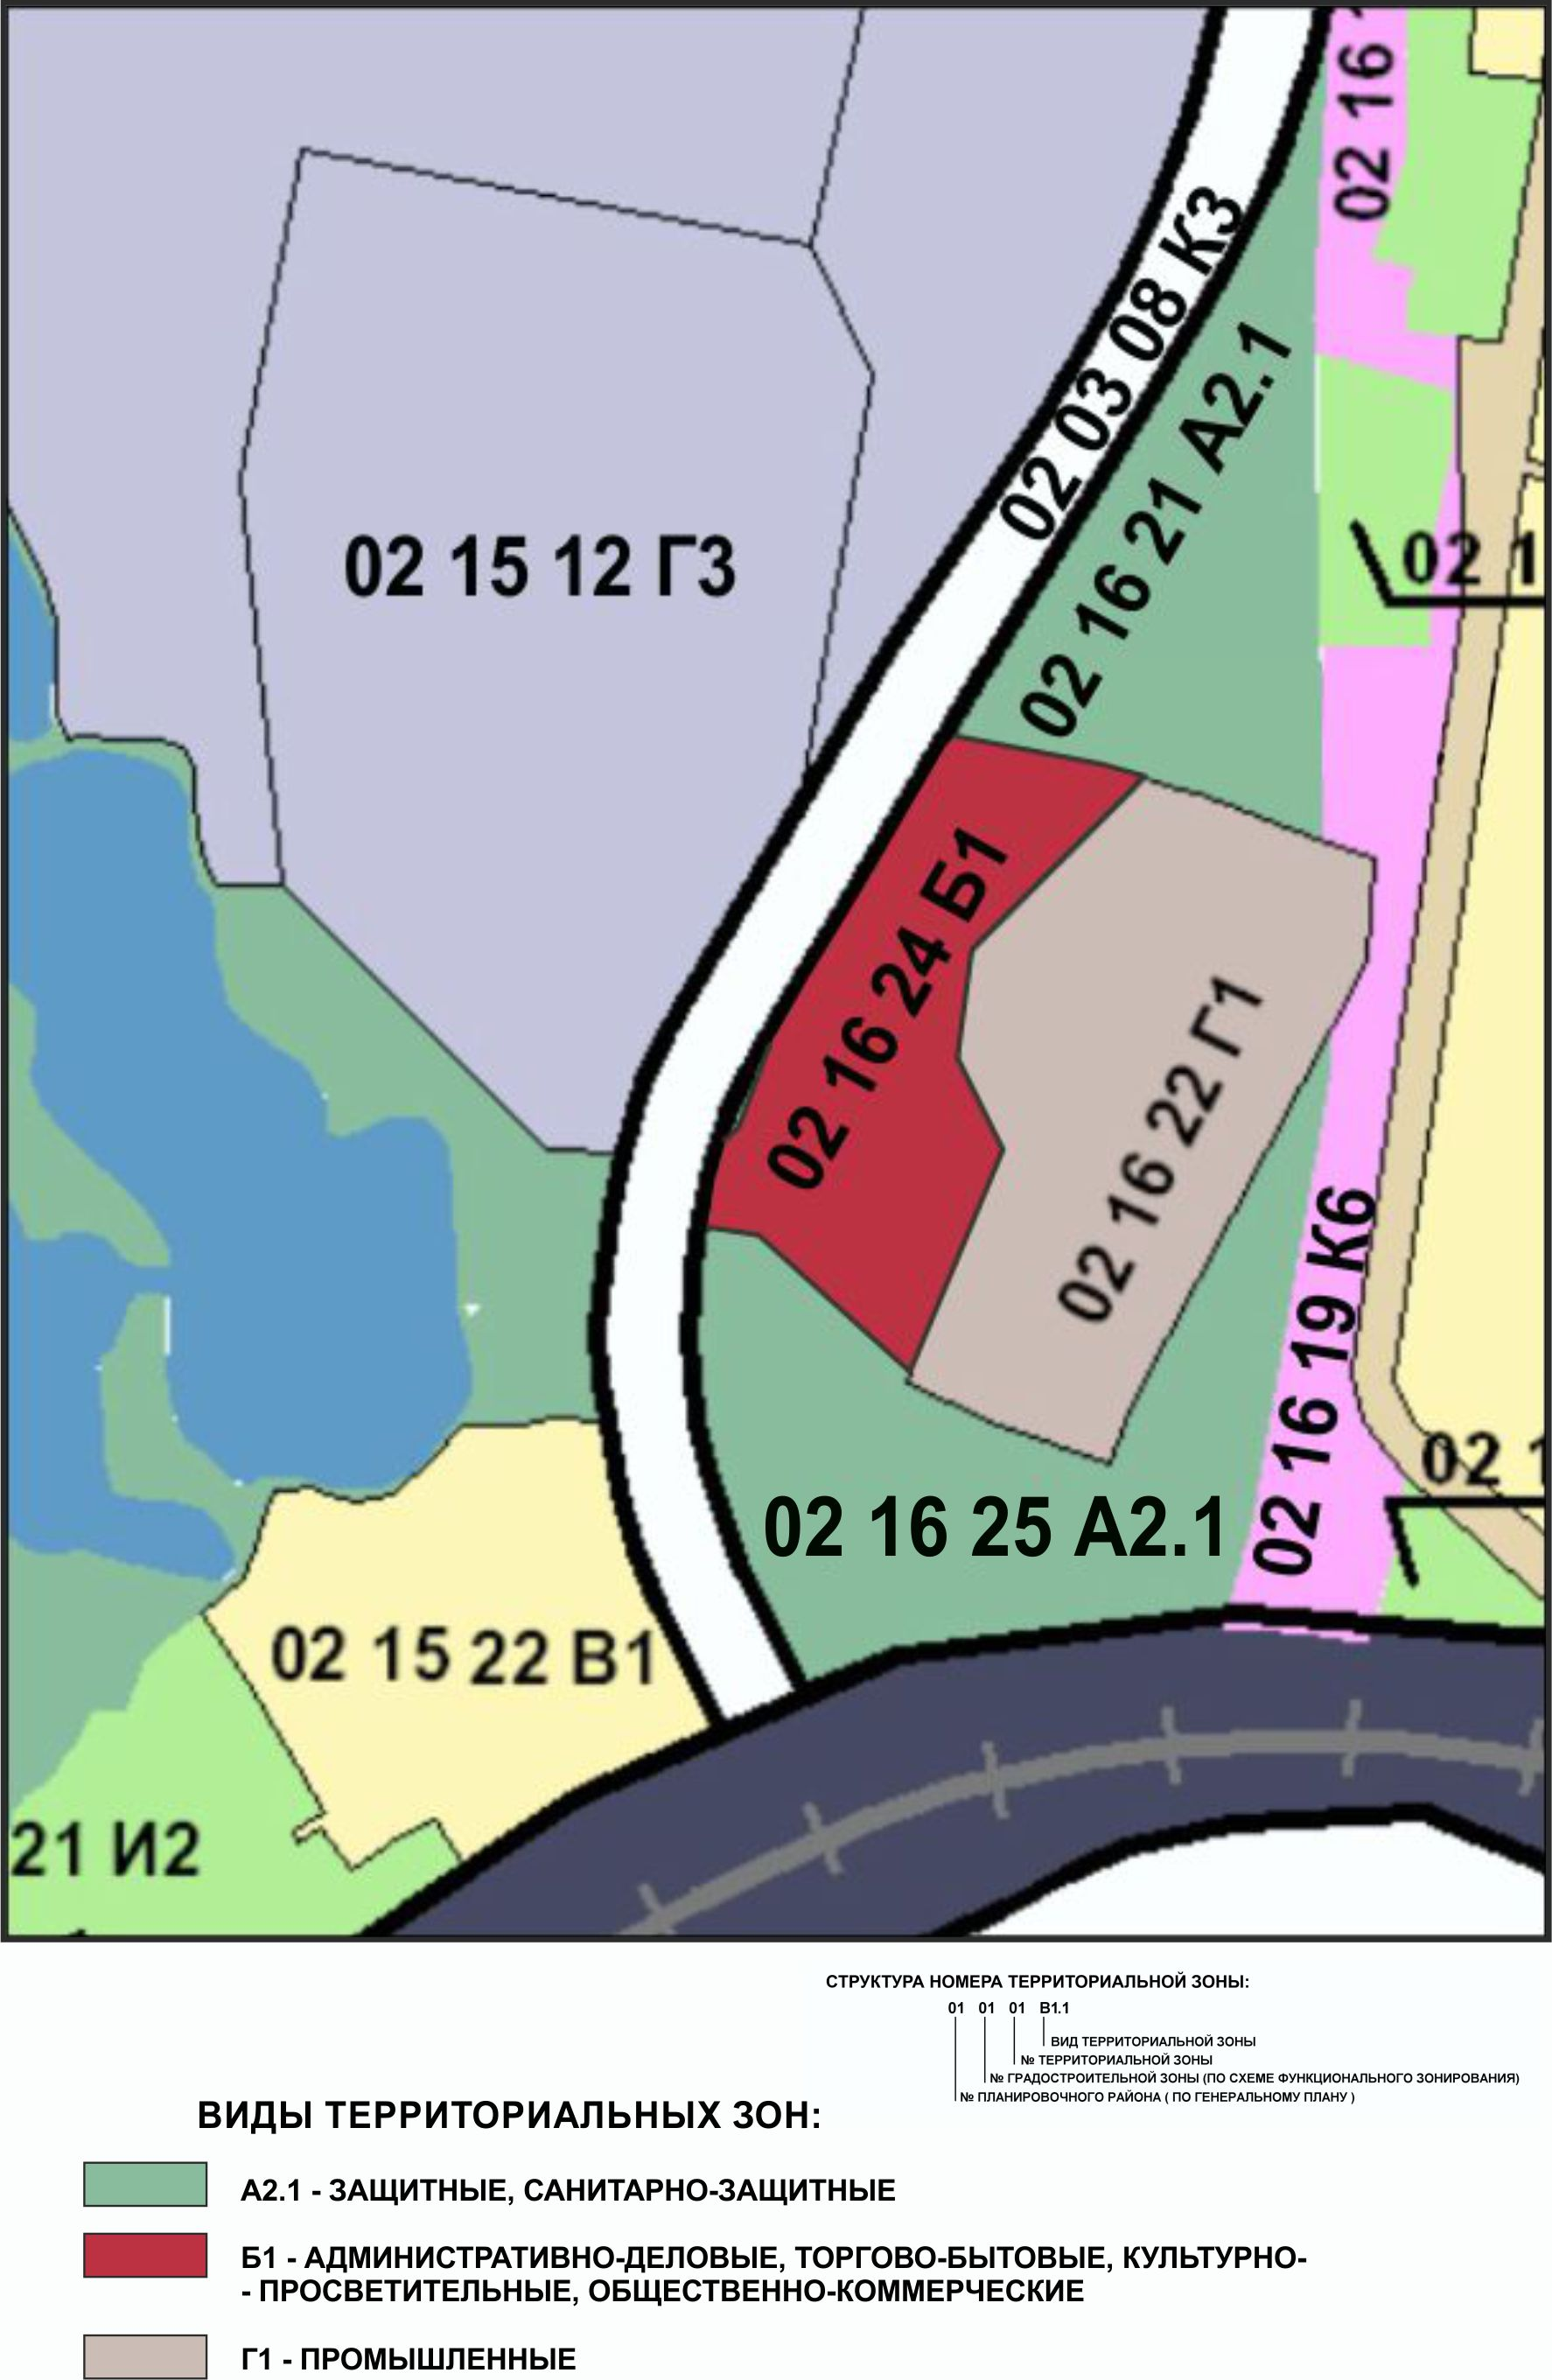 02 16
02 03 08 К3
02 16 21 А2.1
02 15 12 Г3
02 1
02 16 24 Б1
02 16 22 Г1
02 16 19 К6
02 1
02 16 25 А2.1
02 15 22 В1
21 И2
СТРУКТУРА НОМЕРА ТЕРРИТОРИАЛЬНОЙ ЗОНЫ:
01 01 01 В1.1
ВИД ТЕРРИТОРИАЛЬНОЙ ЗОНЫ
№ ТЕРРИТОРИАЛЬНОЙ ЗОНЫ
№ ГРАДОСТРОИТЕЛЬНОЙ ЗОНЫ (ПО СХЕМЕ ФУНКЦИОНАЛЬНОГО ЗОНИРОВАНИЯ)
№ ПЛАНИРОВОЧНОГО РАЙОНА ( ПО ГЕНЕРАЛЬНОМУ ПЛАНУ )
ВИДЫ ТЕРРИТОРИАЛЬНЫХ ЗОН:
А2.1 - ЗАЩИТНЫЕ, САНИТАРНО-ЗАЩИТНЫЕ
Б1 - АДМИНИСТРАТИВНО-ДЕЛОВЫЕ, ТОРГОВО-БЫТОВЫЕ, КУЛЬТУРНО-
- ПРОСВЕТИТЕЛЬНЫЕ, ОБЩЕСТВЕННО-КОММЕРЧЕСКИЕ
Г1 - ПРОМЫШЛЕННЫЕ